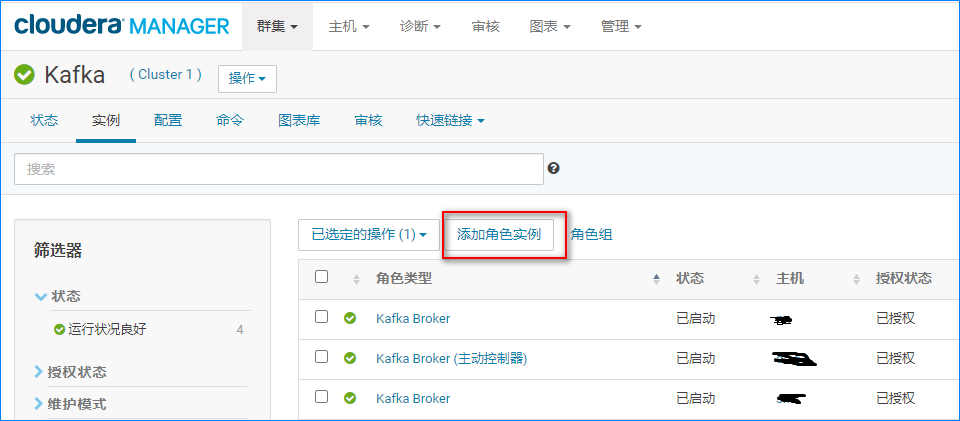 cloudera MANAGER 群集 主机 诊断 审核 图表 管理
Kafka ( Cluster 1 ) 操作
状态 实例 配置 命令 图表库 审核 快速链接
搜索
筛选器
状态
运行状况良好 4
授权状态
维护模式
已选定的操作 (1) 添加角色实例 角色组
角色类型 状态 主机 授权状态
Kafka Broker 已启动 已授权
Kafka Broker (主动控制器) 已启动 已授权
Kafka Broker 已启动 已授权